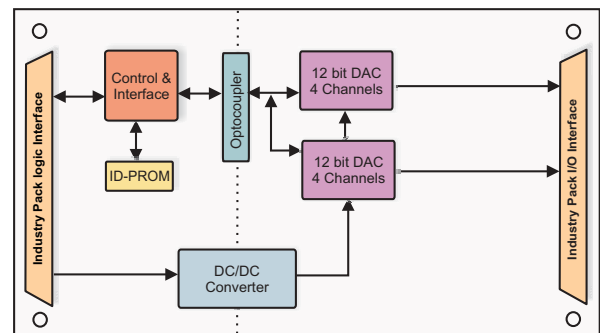 Industry Pack logic Interface
Control &
Interface
ID-PROM
Optocoupler
12 bit DAC
4 Channels
12 bit DAC
4 Channels
DC/DC
Converter
Industry Pack I/O Interface